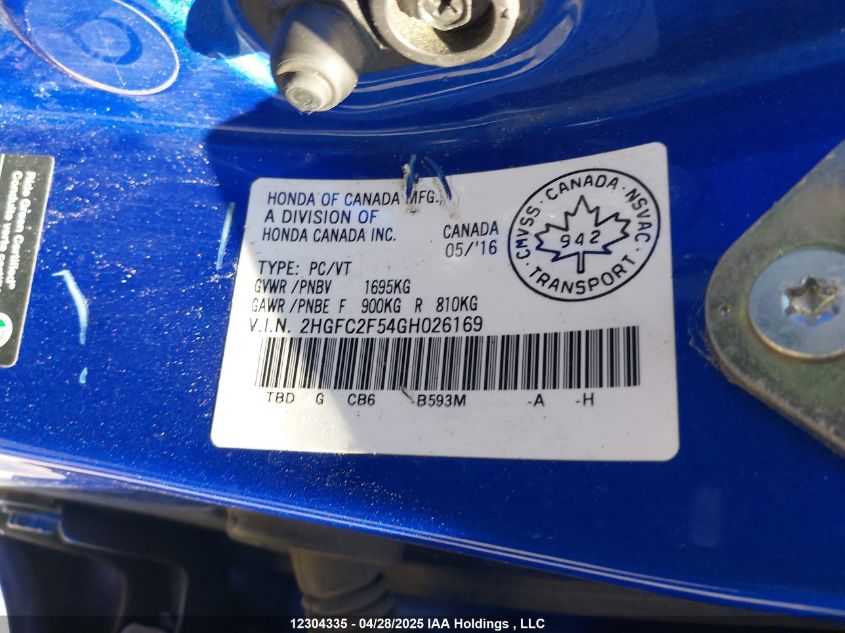 HONDA OF CANADA MFG.
A DIVISION OF
HONDA CANADA INC.
CANADA
05/'16
CMVSS · CANADA · NSVAC
942
TRANSPORT
TYPE: PC/VT
GVWR/PNBV 1695KG
GAWR/PNBE F 900KG R 810KG
V.I.N. 2HGFC2F54GH026169
TBD G CB6 \-B593M -A -H
12304335 - 04/28/2025 IAA Holdings , LLC